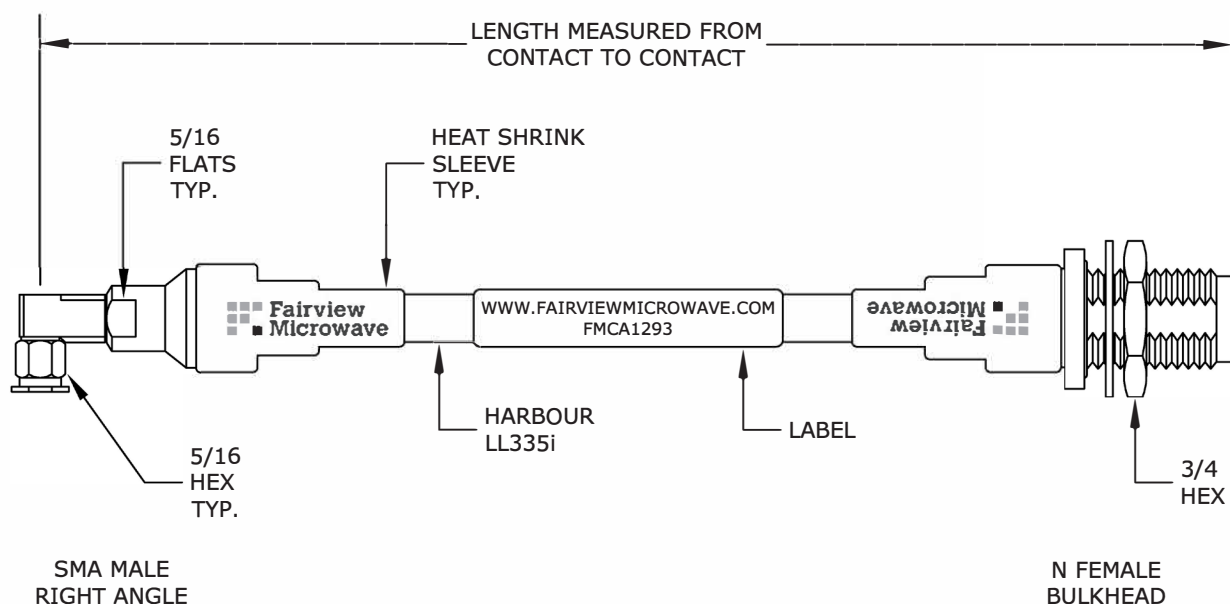 LENGTH MEASURED FROM
CONTACT TO CONTACT
5/16
FLATS
TYP.
HEAT SHRINK
SLEEVE
TYP.
Fairview
Microwave
WWW.FAIRVIEWMICROWAVE.COM
FMCA1293
Fairview
Microwave
HARBOUR
LL335i
LABEL
5/16
HEX
TYP.
3/4
HEX
SMA MALE
RIGHT ANGLE
N FEMALE
BULKHEAD